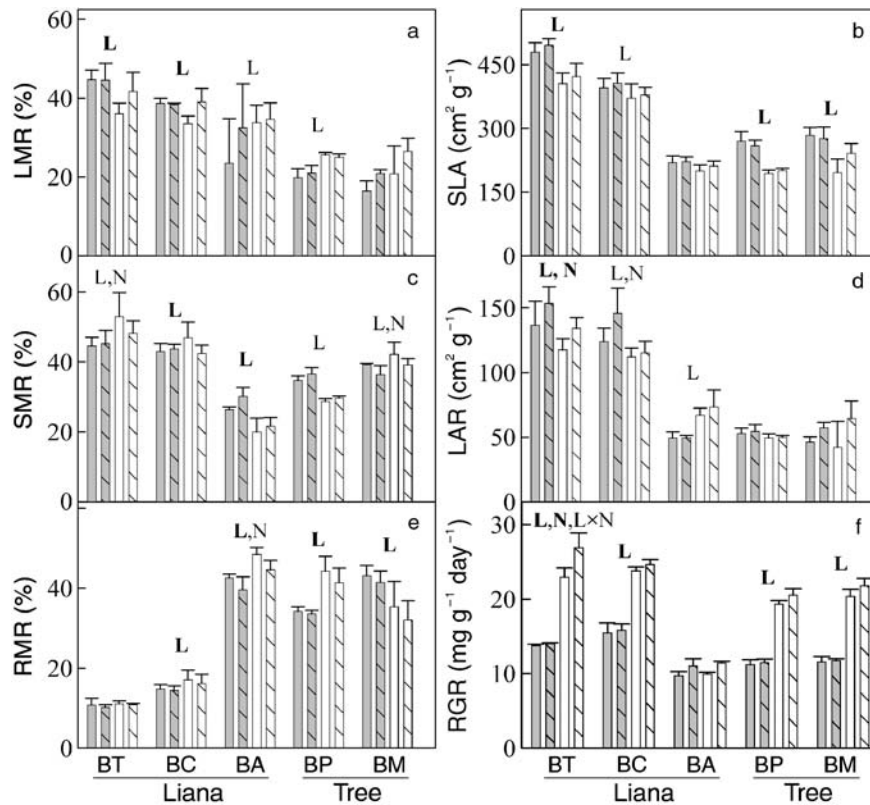 60 a
L
L L
40
L
20
0
LMR (%)
L b
450
L
L L
300
150
0
SLA (cm² g⁻¹)
L,N c
60
L L,N
L
L
40
20
0
SMR (%)
L, N L,N d
150
100
L
50
0
LAR (cm² g⁻¹)
e
L,N L L
40
L
20
0
RMR (%)
L,N,L×N f
30
L
L L
20
10
0
RGR (mg g⁻¹ day⁻¹)
BT BC BA BP BM
Liana Tree
BT BC BA BP BM
Liana Tree